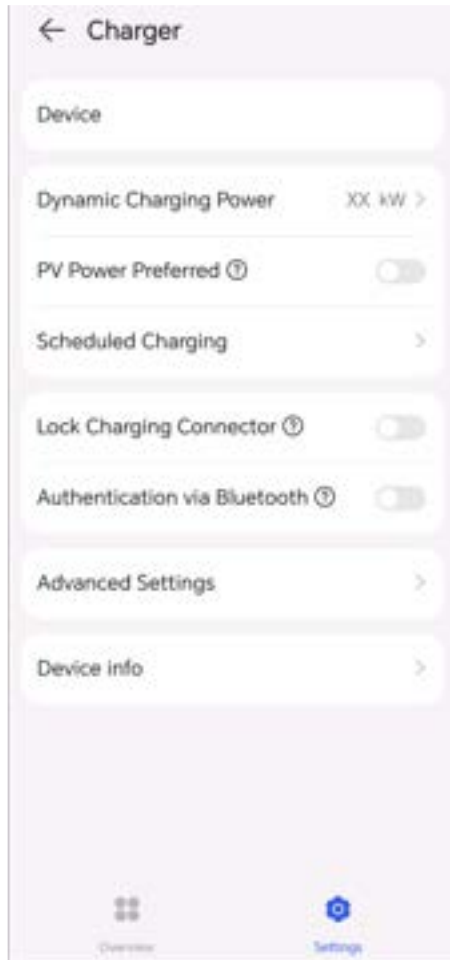 ← Charger
Device
Dynamic Charging Power XX kW >
PV Power Preferred ?
Scheduled Charging >
Lock Charging Connector ?
Authentication via Bluetooth ?
Advanced Settings >
Device info >
Overview Settings